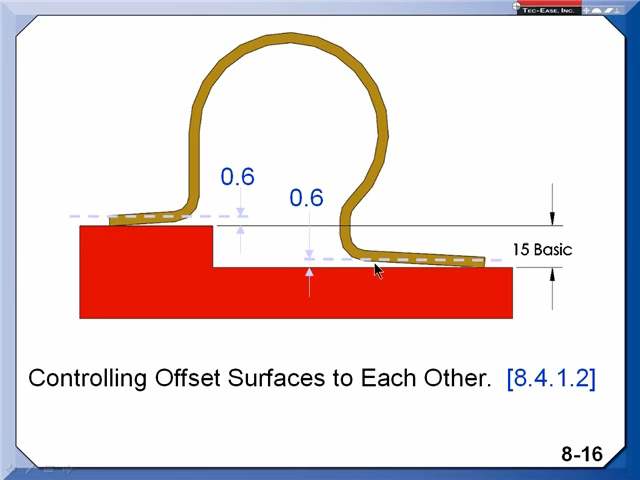 TEC-EASE, INC.
0.6
0.6
15 Basic
Controlling Offset Surfaces to Each Other. [8.4.1.2]
8-16